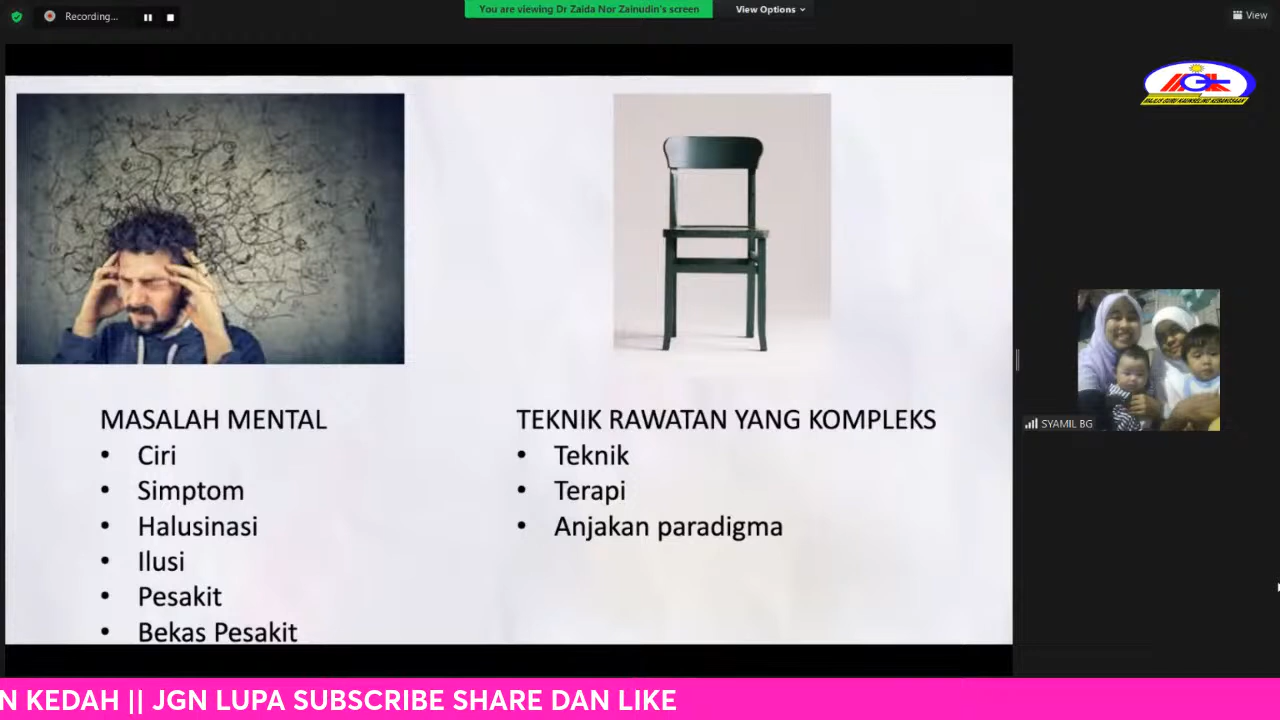 Recording...
You are viewing Dr Zaida Nor Zainudin's screen
View Options
View
MASALAH MENTAL
• Ciri
• Simptom
• Halusinasi
• Ilusi
• Pesakit
• Bekas Pesakit
TEKNIK RAWATAN YANG KOMPLEKS
• Teknik
• Terapi
• Anjakan paradigma
SYAMIL BG
N KEDAH || JGN LUPA SUBSCRIBE SHARE DAN LIKE